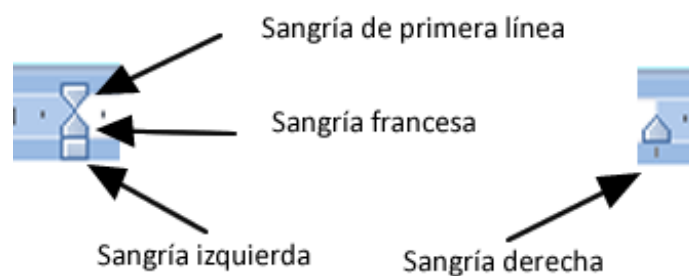 Sangría de primera línea
Sangría francesa
Sangría izquierda
Sangría derecha